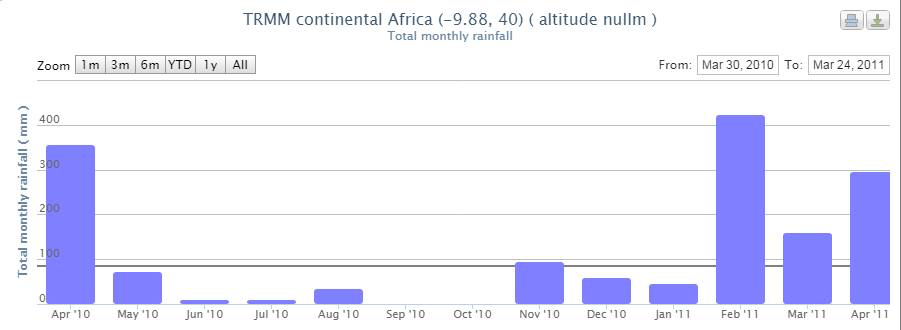 TRMM continental Africa (-9.88, 40) ( altitude nullm )
Total monthly rainfall
Zoom 1m 3m 6m YTD 1y All From: Mar 30, 2010 To: Mar 24, 2011
Total monthly rainfall ( mm )
400
300
200
100
0
Apr '10 May '10 Jun '10 Jul '10 Aug '10 Sep '10 Oct '10 Nov '10 Dec '10 Jan '11 Feb '11 Mar '11 Apr '11